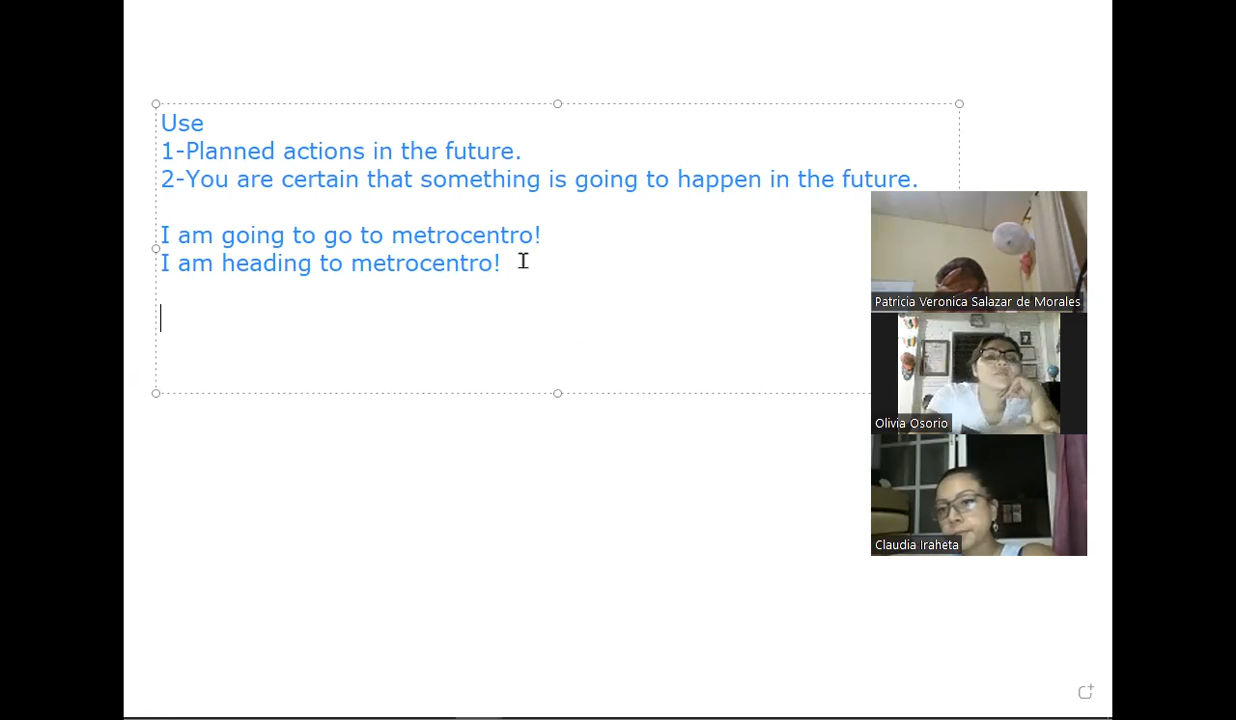 Use
1-Planned actions in the future.
2-You are certain that something is going to happen in the future.
I am going to go to metrocentro!
I am heading to metrocentro!
Patricia Veronica Salazar de Morales
Olivia Osorio
Claudia Iraheta